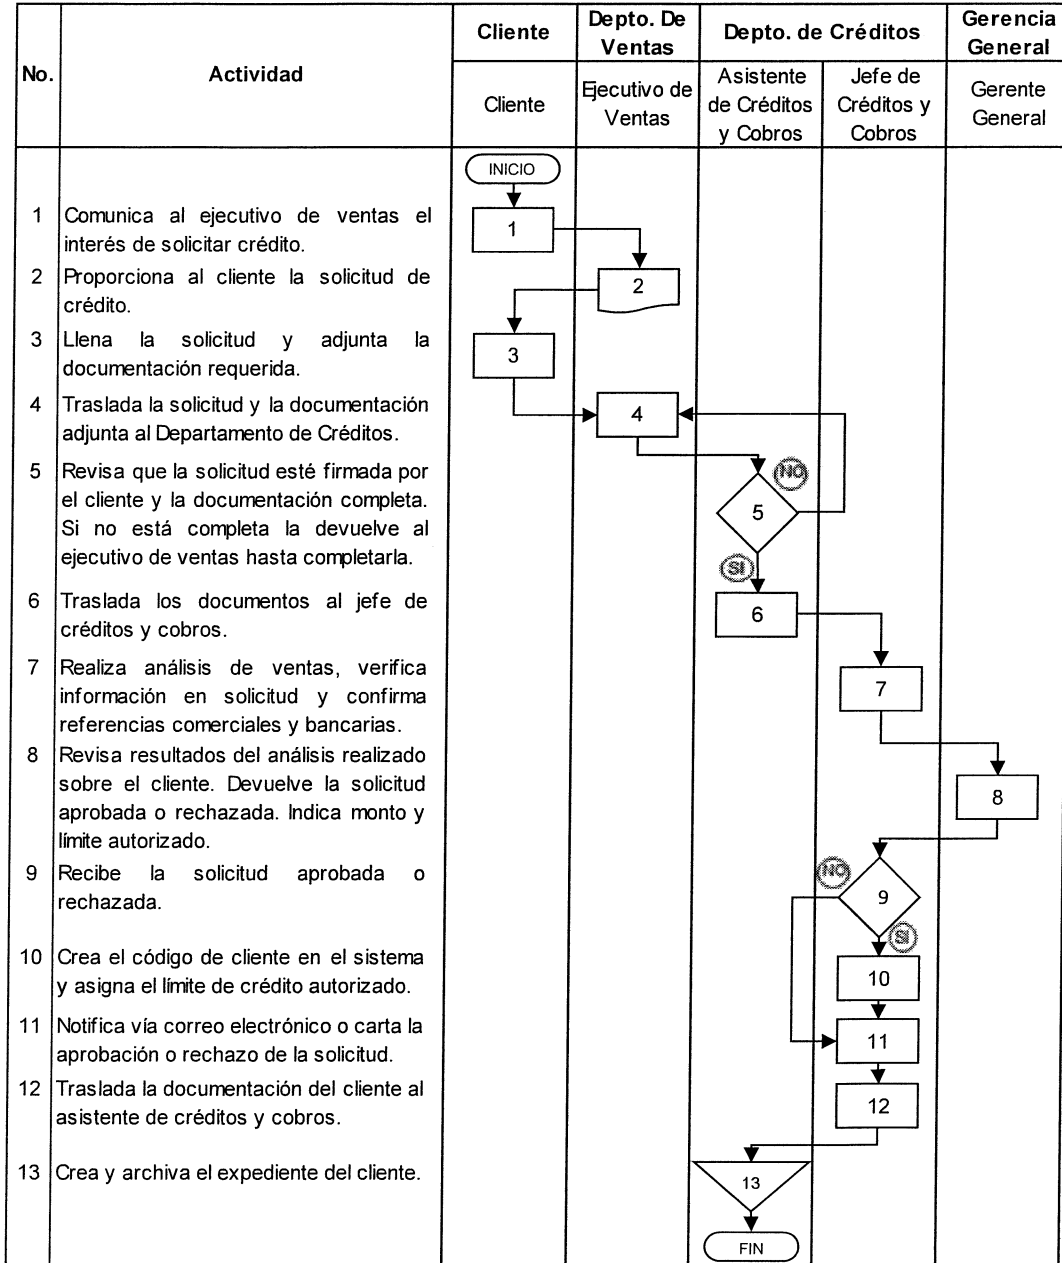 No.
Actividad
Cliente
Depto. De
Ventas
Depto. de Créditos
Gerencia
General
Cliente
Ejecutivo de
Ventas
Asistente
de Créditos
y Cobros
Jefe de
Créditos y
Cobros
Gerente
General
INICIO
1 Comunica al ejecutivo de ventas el
interés de solicitar crédito.
1
2 Proporciona al cliente la solicitud de
crédito.
2
3 Llena la solicitud y adjunta la
documentación requerida.
3
4 Traslada la solicitud y la documentación
adjunta al Departamento de Créditos.
4
5 Revisa que la solicitud esté firmada por
el cliente y la documentación completa.
Si no está completa la devuelve al
ejecutivo de ventas hasta completarla.
NO
5
SI
6 Traslada los documentos al jefe de
créditos y cobros.
6
7 Realiza análisis de ventas, verifica
información en solicitud y confirma
referencias comerciales y bancarias.
7
8 Revisa resultados del análisis realizado
sobre el cliente. Devuelve la solicitud
aprobada o rechazada. Indica monto y
límite autorizado.
8
9 Recibe la solicitud aprobada o
rechazada.
NO
9
SI
10 Crea el código de cliente en el sistema
y asigna el límite de crédito autorizado.
10
11 Notifica vía correo electrónico o carta la
aprobación o rechazo de la solicitud.
11
12 Traslada la documentación del cliente al
asistente de créditos y cobros.
12
13 Crea y archiva el expediente del cliente.
13
FIN